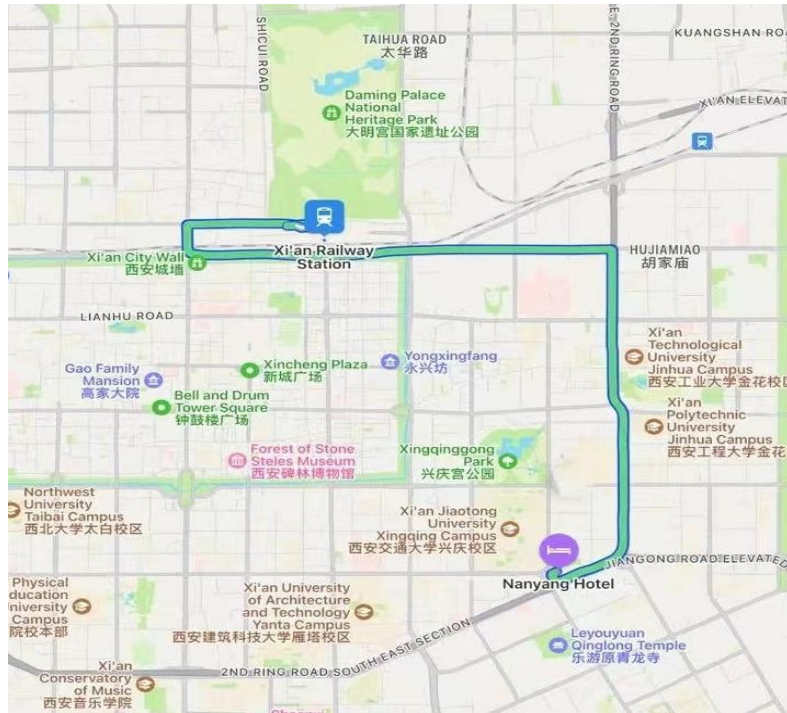 SHICUI ROAD
TAIHUA ROAD
太华路
E. 2ND RING ROAD
KUANGSHAN ROA
Daming Palace
National
Heritage Park
大明宫国家遗址公园
XI'AN ELEVAT
Xi'an City Wall
西安城墙
Xi'an Railway
Station
HUJIAMIAO
胡家庙
LIANHU ROAD
Gao Family
Mansion
高家大院
Xincheng Plaza
新城广场
Yongxingfang
永兴坊
Xi'an
Technological
University
Jinhua Campus
西安工业大学金花校区
Bell and Drum
Tower Square
钟鼓楼广场
Xi'an
Polytechnic
University
Jinhua Campus
西安工程大学金花
Forest of Stone
Steles Museum
西安碑林博物馆
Xingqinggong
Park
兴庆宫公园
Northwest
University
Taibai Campus
西北大学太白校区
Xi'an Jiaotong
University
Xingqing Campus
西安交通大学兴庆校区
JIANGONG ROAD ELEVATED
Nanyang Hotel
Physical
ducation
niversity
Campus
院校本部
Xi'an University
of Architecture
and Technology
Yanta Campus
西安建筑科技大学雁塔校区
Leyouyuan
Qinglong Temple
乐游原青龙寺
2ND RING ROAD SOUTH EAST SECTION
Xi'an
Conservatory
of Music
西安音乐学院